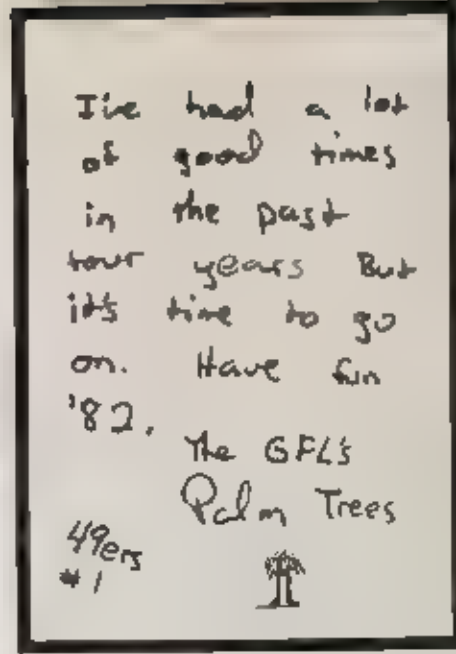 I've had a lot
of good times
in the past
four years But
it's time to go
on. Have fun
'82.
The GFL's
Palm Trees
49ers
#1